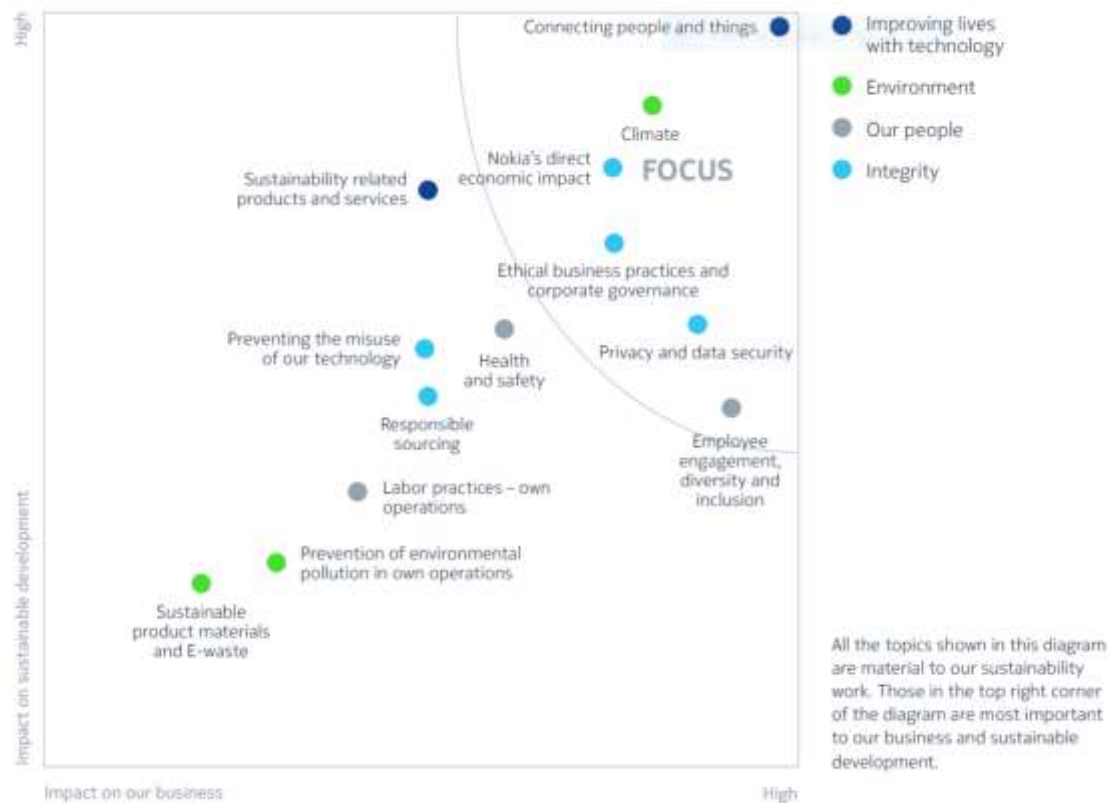 High
Connecting people and things
Climate
Nokia's direct
economic impact
FOCUS
Sustainability related
products and services
Ethical business practices and
corporate governance
Preventing the misuse
of our technology
Health
and safety
Privacy and data security
Responsible
sourcing
Employee
engagement,
diversity and
inclusion
Labor practices – own
operations
Prevention of environmental
pollution in own operations
Sustainable
product materials
and E-waste
Impact on sustainable development
Impact on our business
High
Improving lives
with technology
Environment
Our people
Integrity
All the topics shown in this diagram
are material to our sustainability
work. Those in the top right corner
of the diagram are most important
to our business and sustainable
development.